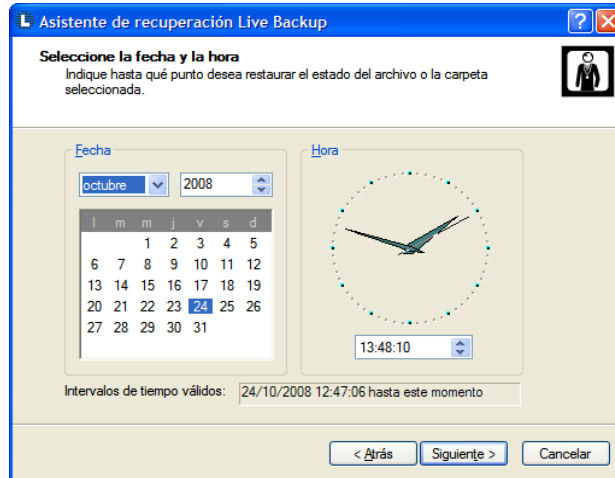 Asistente de recuperación Live Backup
Seleccione la fecha y la hora
Indique hasta qué punto desea restaurar el estado del archivo o la carpeta
seleccionada.
Fecha
octubre 2008
l m m j v s d
1 2 3 4 5
6 7 8 9 10 11 12
13 14 15 16 17 18 19
20 21 22 23 24 25 26
27 28 29 30 31
Hora
13:48:10
Intervalos de tiempo válidos: 24/10/2008 12:47:06 hasta este momento
< Atrás Siguiente > Cancelar